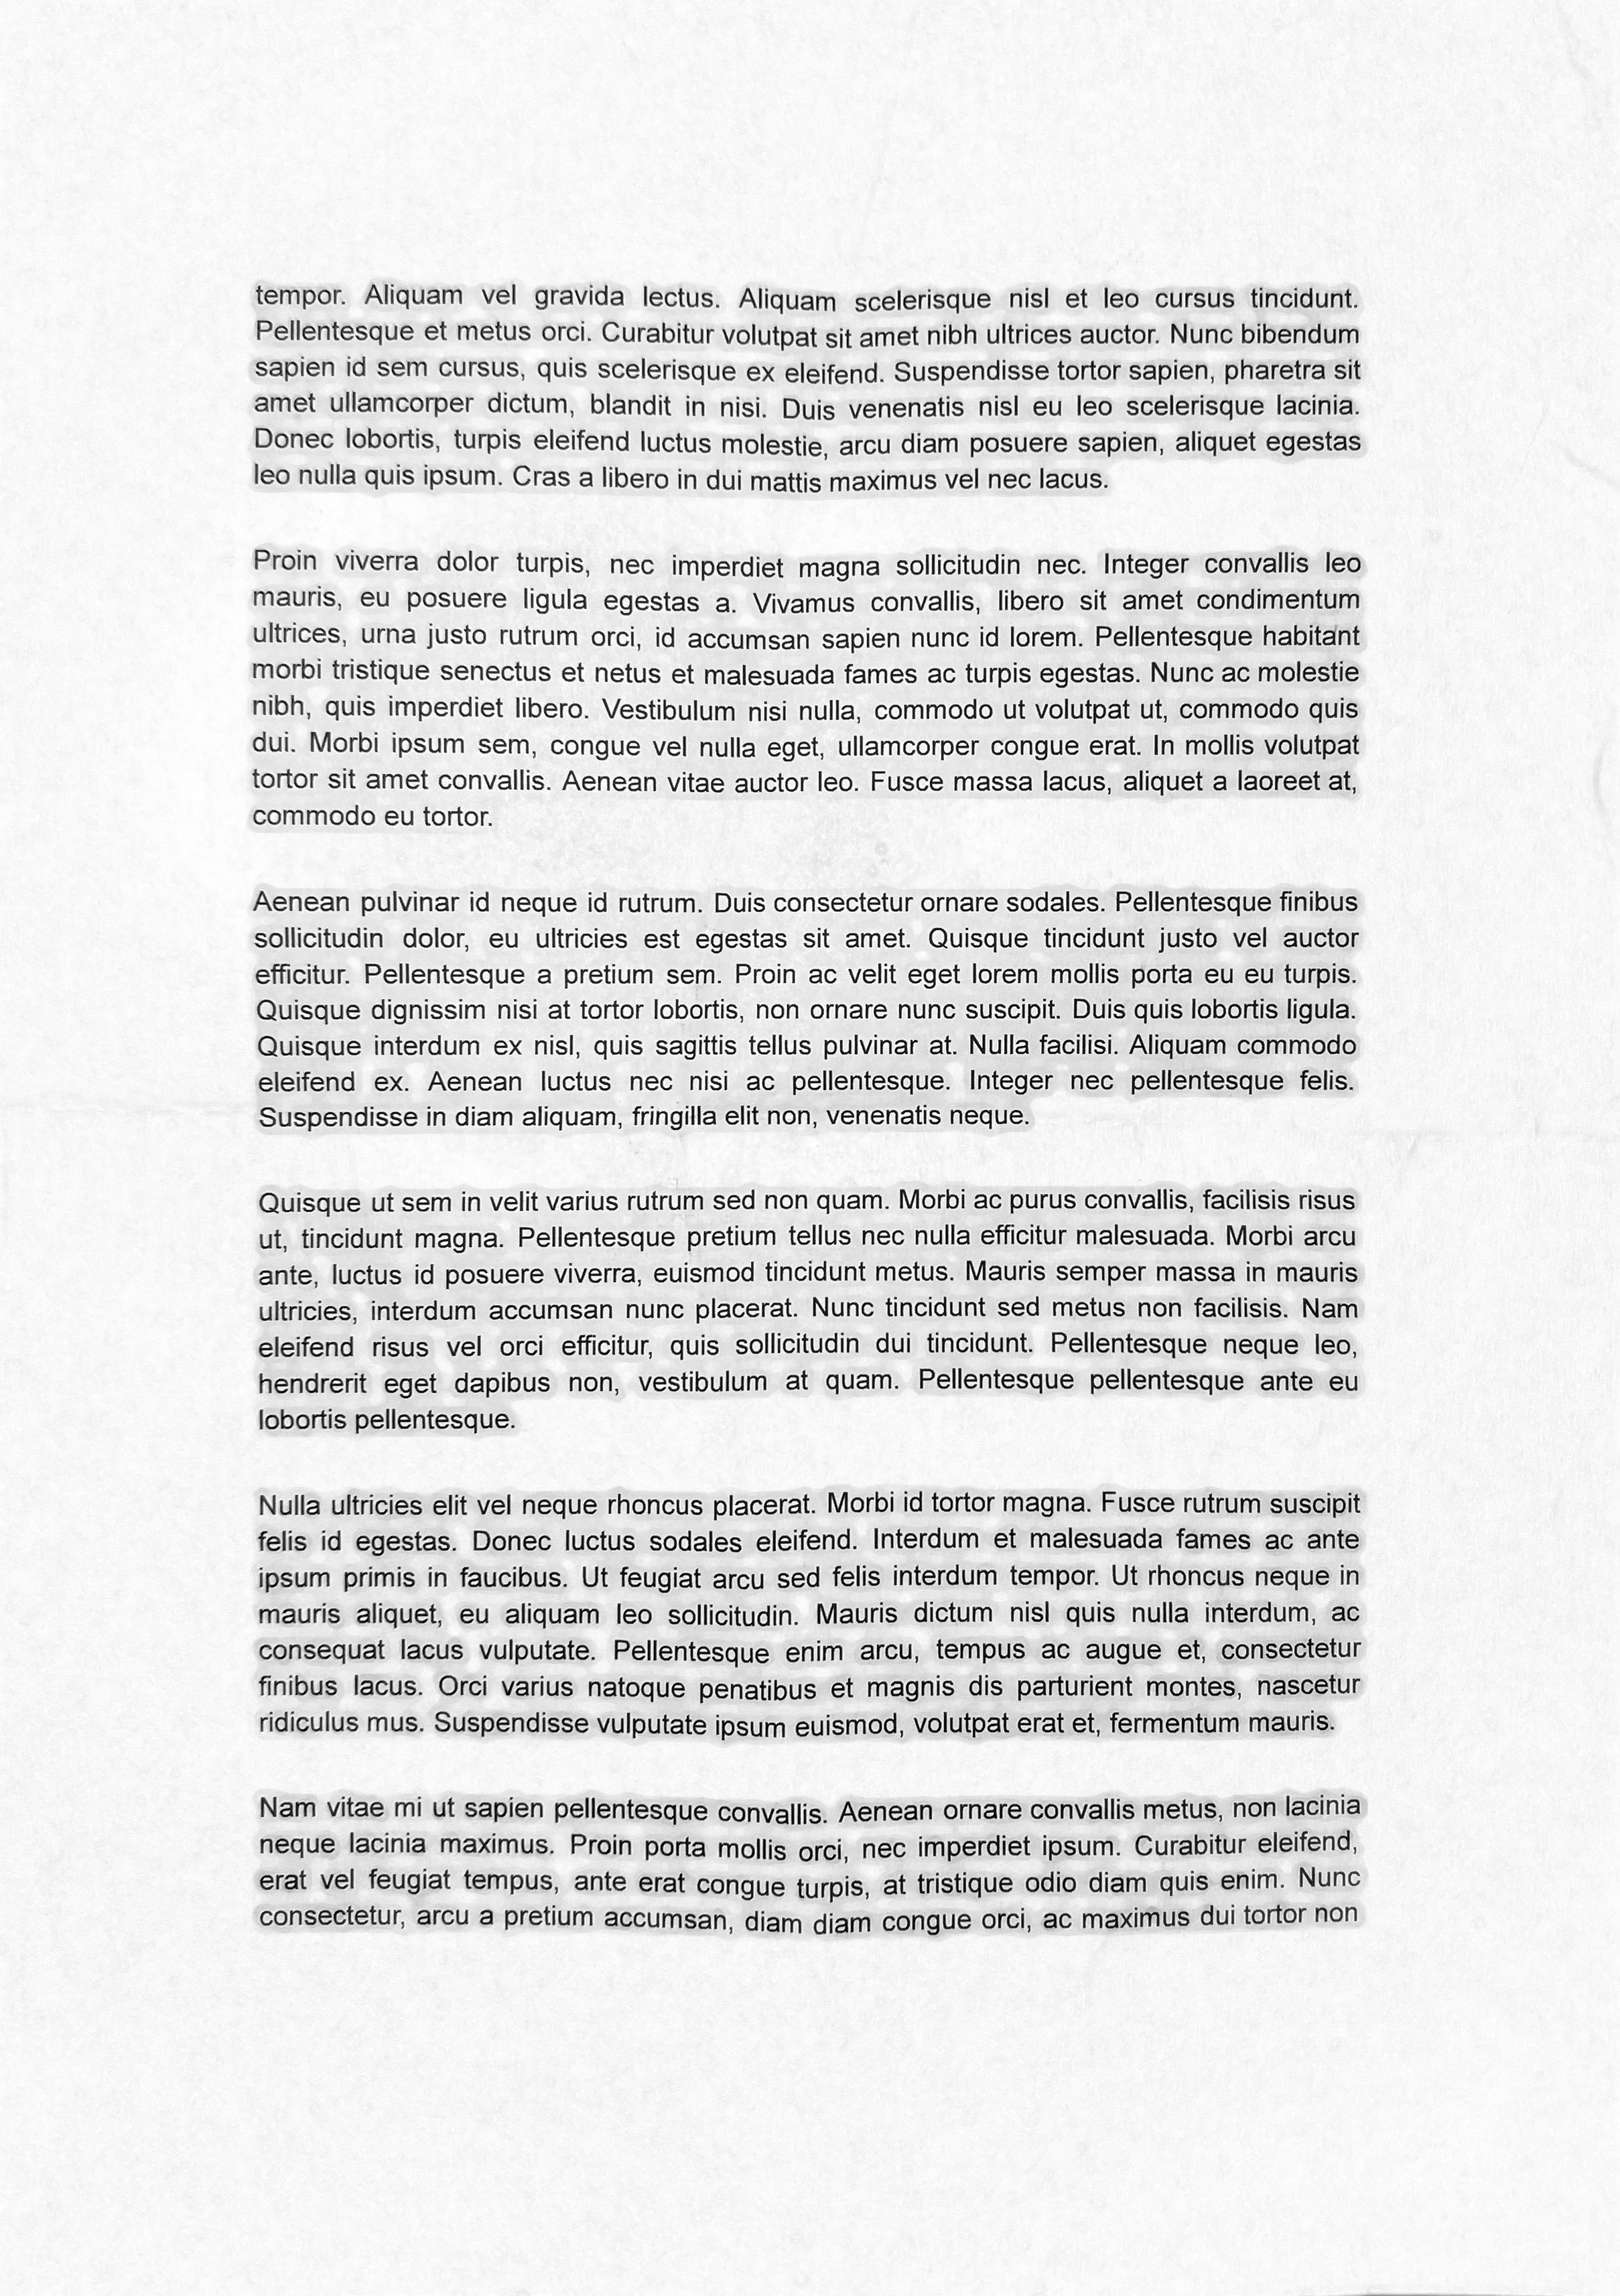 tempor. Aliquam vel gravida lectus. Aliquam scelerisque nisl et leo cursus tincidunt.
Pellentesque et metus orci. Curabitur volutpat sit amet nibh ultrices auctor. Nunc bibendum
sapien id sem cursus, quis scelerisque ex eleifend. Suspendisse tortor sapien, pharetra sit
amet ullamcorper dictum, blandit in nisi. Duis venenatis nisl eu leo scelerisque lacinia.
Donec lobortis, turpis eleifend luctus molestie, arcu diam posuere sapien, aliquet egestas
leo nulla quis ipsum. Cras a libero in dui mattis maximus vel nec lacus.
Proin viverra dolor turpis, nec imperdiet magna sollicitudin nec. Integer convallis leo
mauris, eu posuere ligula egestas a. Vivamus convallis, libero sit amet condimentum
ultrices, urna justo rutrum orci, id accumsan sapien nunc id lorem. Pellentesque habitant
morbi tristique senectus et netus et malesuada fames ac turpis egestas. Nunc ac molestie
nibh, quis imperdiet libero. Vestibulum nisi nulla, commodo ut volutpat ut, commodo quis
dui. Morbi ipsum sem, congue vel nulla eget, ullamcorper congue erat. In mollis volutpat
tortor sit amet convallis. Aenean vitae auctor leo. Fusce massa lacus, aliquet a laoreet at,
commodo eu tortor.
Aenean pulvinar id neque id rutrum. Duis consectetur ornare sodales. Pellentesque finibus
sollicitudin dolor, eu ultricies est egestas sit amet. Quisque tincidunt justo vel auctor
efficitur. Pellentesque a pretium sem. Proin ac velit eget lorem mollis porta eu eu turpis.
Quisque dignissim nisi at tortor lobortis, non ornare nunc suscipit. Duis quis lobortis ligula.
Quisque interdum ex nisl, quis sagittis tellus pulvinar at. Nulla facilisi. Aliquam commodo
eleifend ex. Aenean luctus nec nisi ac pellentesque. Integer nec pellentesque felis.
Suspendisse in diam aliquam, fringilla elit non, venenatis neque.
Quisque ut sem in velit varius rutrum sed non quam. Morbi ac purus convallis, facilisis risus
ut, tincidunt magna. Pellentesque pretium tellus nec nulla efficitur malesuada. Morbi arcu
ante, luctus id posuere viverra, euismod tincidunt metus. Mauris semper massa in mauris
ultricies, interdum accumsan nunc placerat. Nunc tincidunt sed metus non facilisis. Nam
eleifend risus vel orci efficitur, quis sollicitudin dui tincidunt. Pellentesque neque leo,
hendrerit eget dapibus non, vestibulum at quam. Pellentesque pellentesque ante eu
lobortis pellentesque.
Nulla ultricies elit vel neque rhoncus placerat. Morbi id tortor magna. Fusce rutrum suscipit
felis id egestas. Donec luctus sodales eleifend. Interdum et malesuada fames ac ante
ipsum primis in faucibus. Ut feugiat arcu sed felis interdum tempor. Ut rhoncus neque in
mauris aliquet, eu aliquam leo sollicitudin. Mauris dictum nisl quis nulla interdum, ac
consequat lacus vulputate. Pellentesque enim arcu, tempus ac augue et, consectetur
finibus lacus. Orci varius natoque penatibus et magnis dis parturient montes, nascetur
ridiculus mus. Suspendisse vulputate ipsum euismod, volutpat erat et, fermentum mauris.
Nam vitae mi ut sapien pellentesque convallis. Aenean ornare convallis metus, non lacinia
neque lacinia maximus. Proin porta mollis orci, nec imperdiet ipsum. Curabitur eleifend,
erat vel feugiat tempus, ante erat congue turpis, at tristique odio diam quis enim. Nunc
consectetur, arcu a pretium accumsan, diam diam congue orci, ac maximus dui tortor non